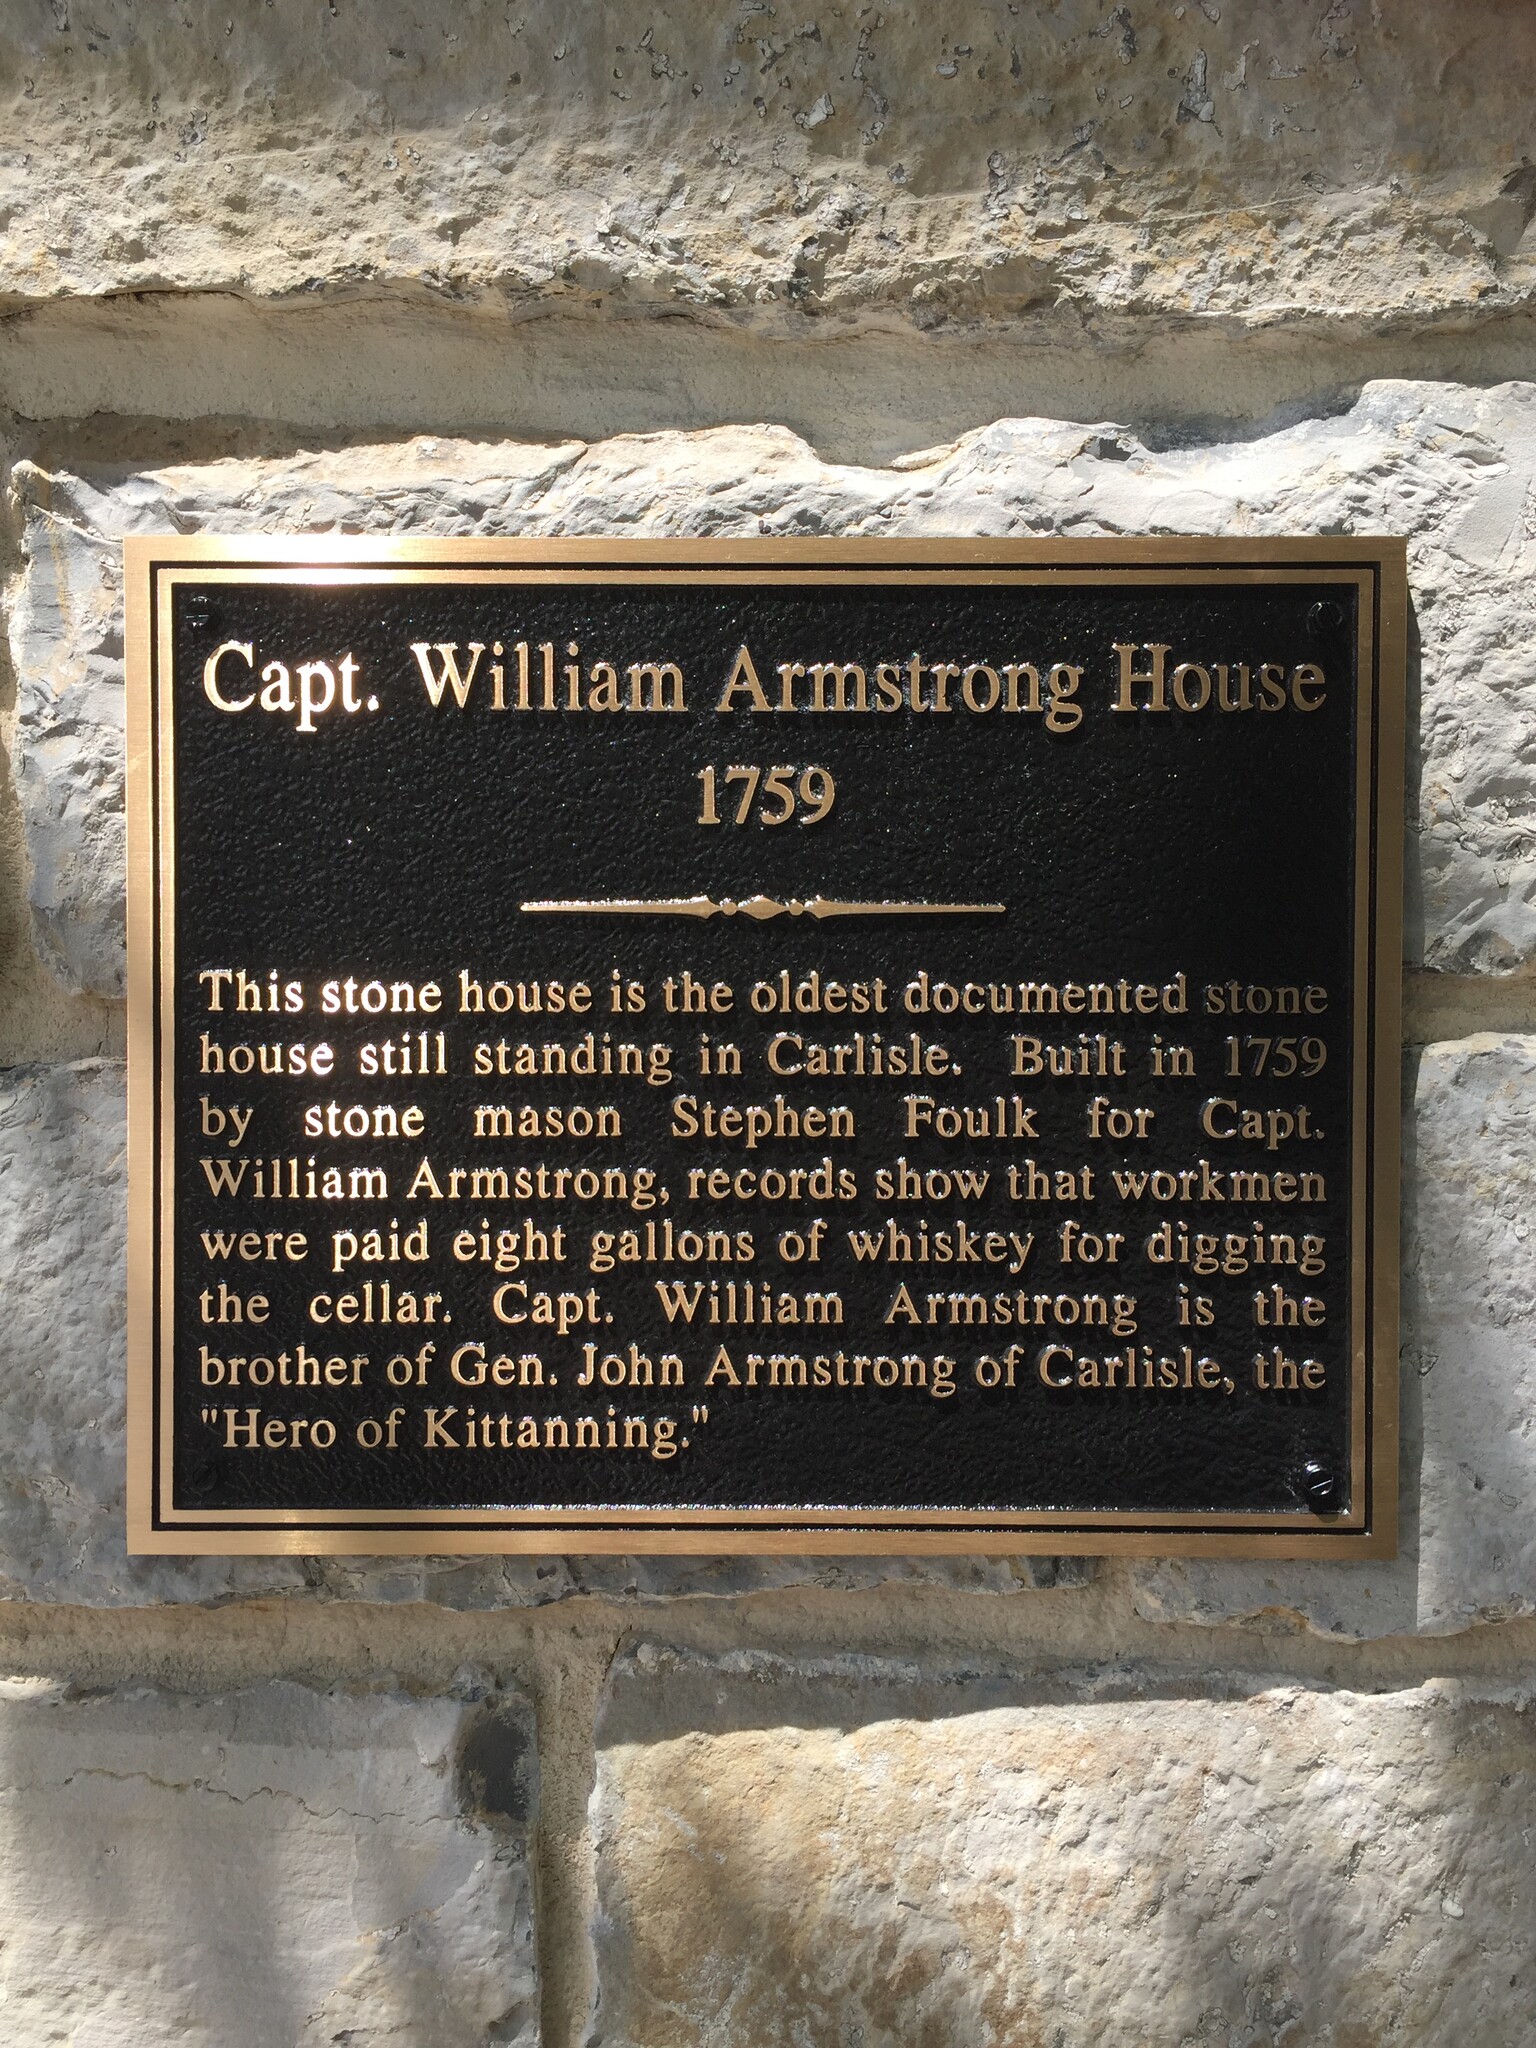 Capt. William Armstrong House
1759
This stone house is the oldest documented stone
house still standing in Carlisle. Built in 1759
by stone mason Stephen Foulk for Capt.
William Armstrong, records show that workmen
were paid eight gallons of whiskey for digging
the cellar. Capt. William Armstrong is the
brother of Gen. John Armstrong of Carlisle, the
"Hero of Kittanning."